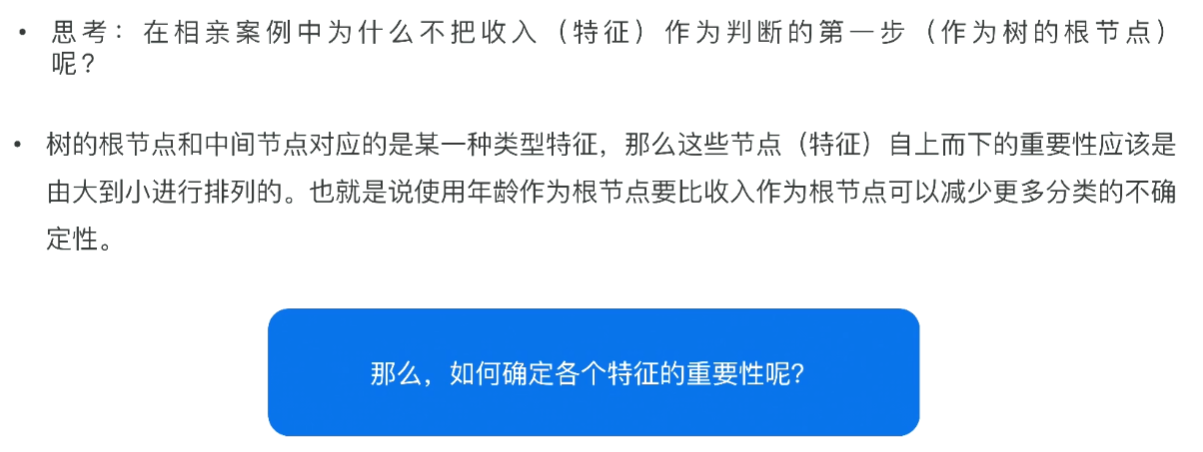 • 思考：在相亲案例中为什么不把收入（特征）作为判断的第一步（作为树的根节点）
呢？
• 树的根节点和中间节点对应的是某一种类型特征，那么这些节点（特征）自上而下的重要性应该是
由大到小进行排列的。也就是说使用年龄作为根节点要比收入作为根节点可以减少更多分类的不确
定性。
那么，如何确定各个特征的重要性呢？